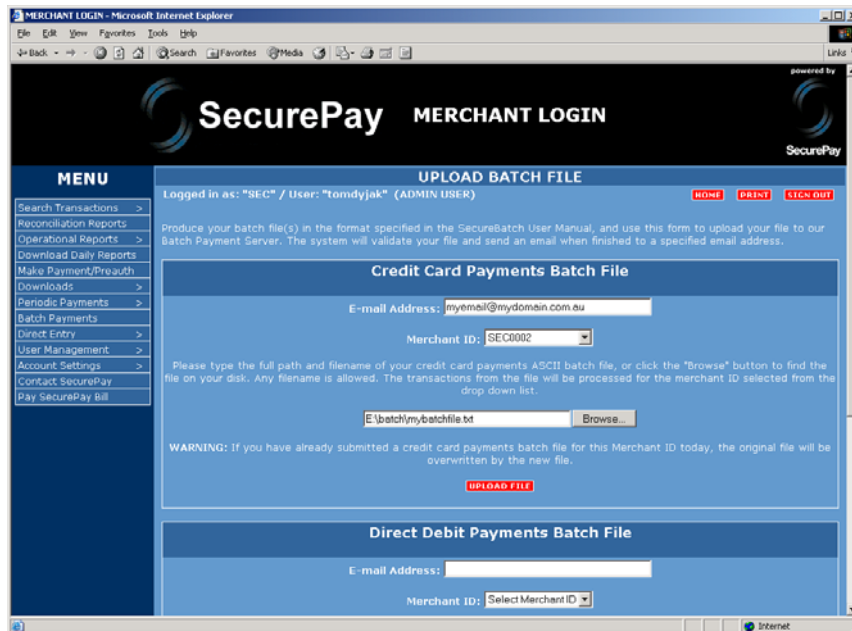 MERCHANT LOGIN - Microsoft Internet Explorer
File Edit View Favorites Tools Help
Back Search Favorites Media Links
powered by
SecurePay MERCHANT LOGIN
SecurePay
MENU
Search Transactions >
Reconciliation Reports
Operational Reports >
Download Daily Reports
Make Payment/Preauth
Downloads >
Periodic Payments >
Batch Payments
Direct Entry >
User Management >
Account Settings >
Contact SecurePay
Pay SecurePay Bill
UPLOAD BATCH FILE
Logged in as: "SEC" / User: "tomdyjak" (ADMIN USER) HOME PRINT SIGN OUT
Produce your batch file(s) in the format specified in the SecureBatch User Manual, and use this form to upload your file to our
Batch Payment Server. The system will validate your file and send an email when finished to a specified email address.
Credit Card Payments Batch File
E-mail Address: myemail@mydomain.com.au
Merchant ID: SEC0002
Please type the full path and filename of your credit card payments ASCII batch file, or click the "Browse" button to find the
file on your disk. Any filename is allowed. The transactions from the file will be processed for the merchant ID selected from the
drop down list.
E:\batch\mybatchfile.txt Browse...
WARNING: If you have already submitted a credit card payments batch file for this Merchant ID today, the original file will be
overwritten by the new file.
UPLOAD FILE
Direct Debit Payments Batch File
E-mail Address:
Merchant ID: Select Merchant ID
Internet